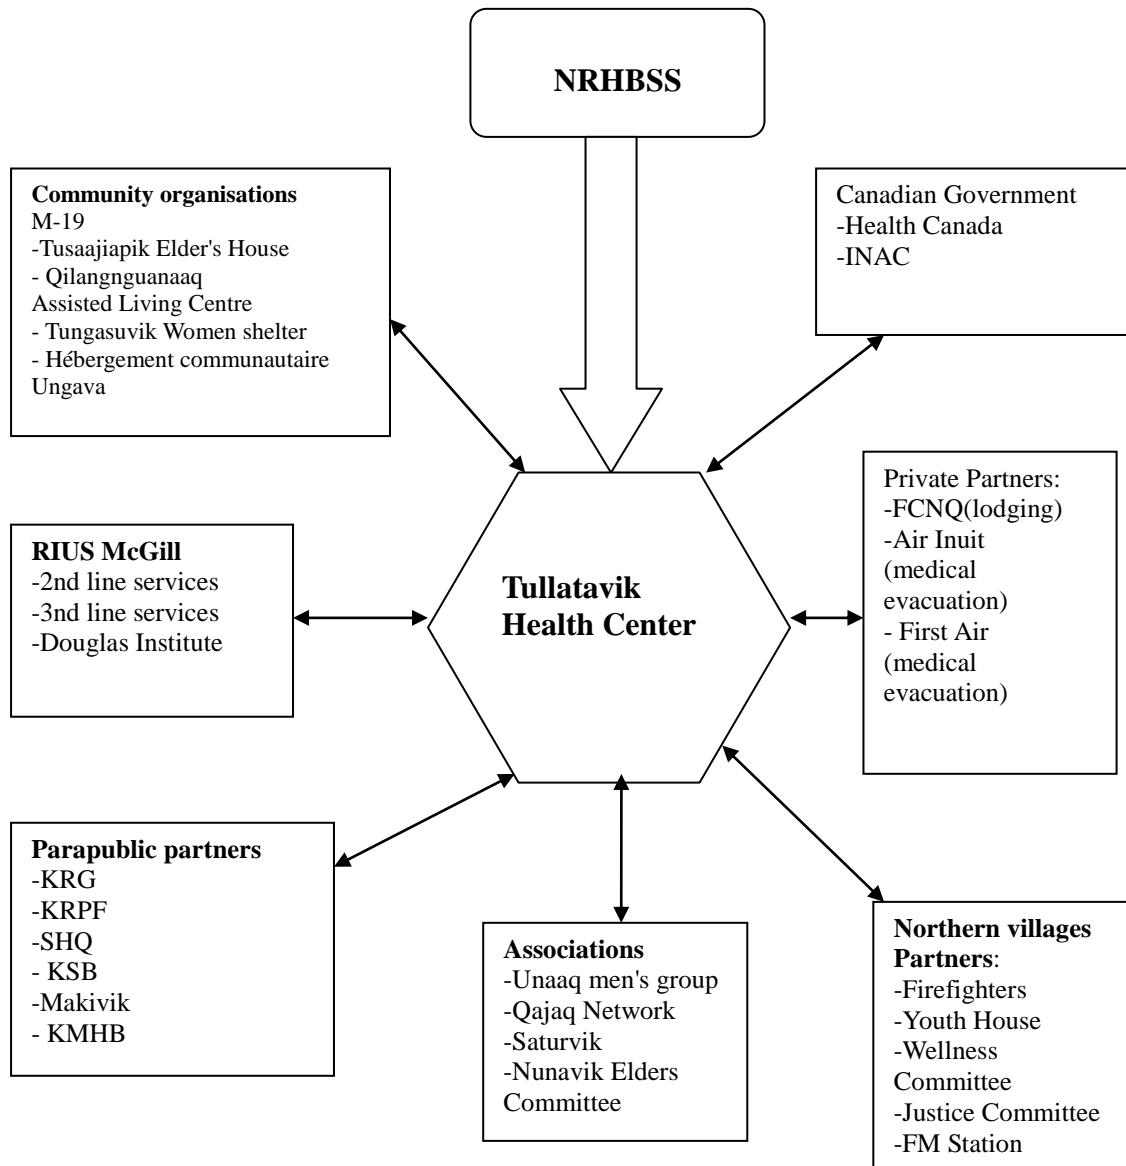 NRHBSS
Community organisations
M-19
-Tusaajiapik Elder's House
- Qilangnguanaaq
Assisted Living Centre
- Tungasuvik Women shelter
- Hébergement communautaire
Ungava
Canadian Government
-Health Canada
-INAC
Tullatavik
Health Center
RIUS McGill
-2nd line services
-3nd line services
-Douglas Institute
Private Partners:
-FCNQ(lodging)
-Air Inuit
(medical
evacuation)
- First Air
(medical
evacuation)
Parapublic partners
-KRG
-KRPF
-SHQ
- KSB
-Makivik
- KMHB
Associations
-Unaaq men's group
-Qajaq Network
-Saturvik
-Nunavik Elders
Committee
Northern villages
Partners:
-Firefighters
-Youth House
-Wellness
Committee
-Justice Committee
-FM Station